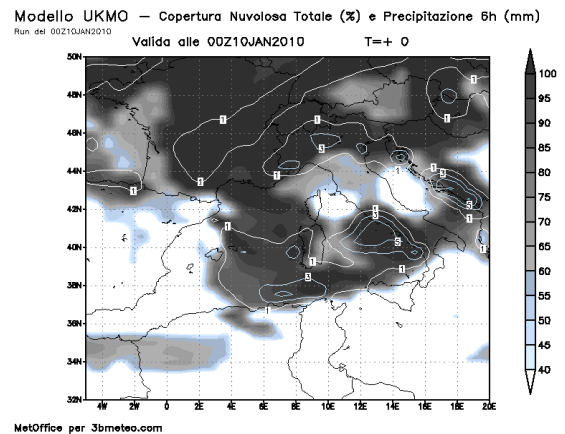 Modello UKMO – Copertura Nuvolosa Totale (%) e Precipitazione 6h (mm)
Run del 00Z10JAN2010
Valida alle 00Z10JAN2010 T=+ 0
50N
48N
46N
44N
42N
40N
38N
36N
34N
32N
4W 2W 0 2E 4E 6E 8E 10E 12E 14E 16E 18E 20E
100
95
90
85
80
75
70
65
60
55
50
45
40
MetOffice per 3bmeteo.com